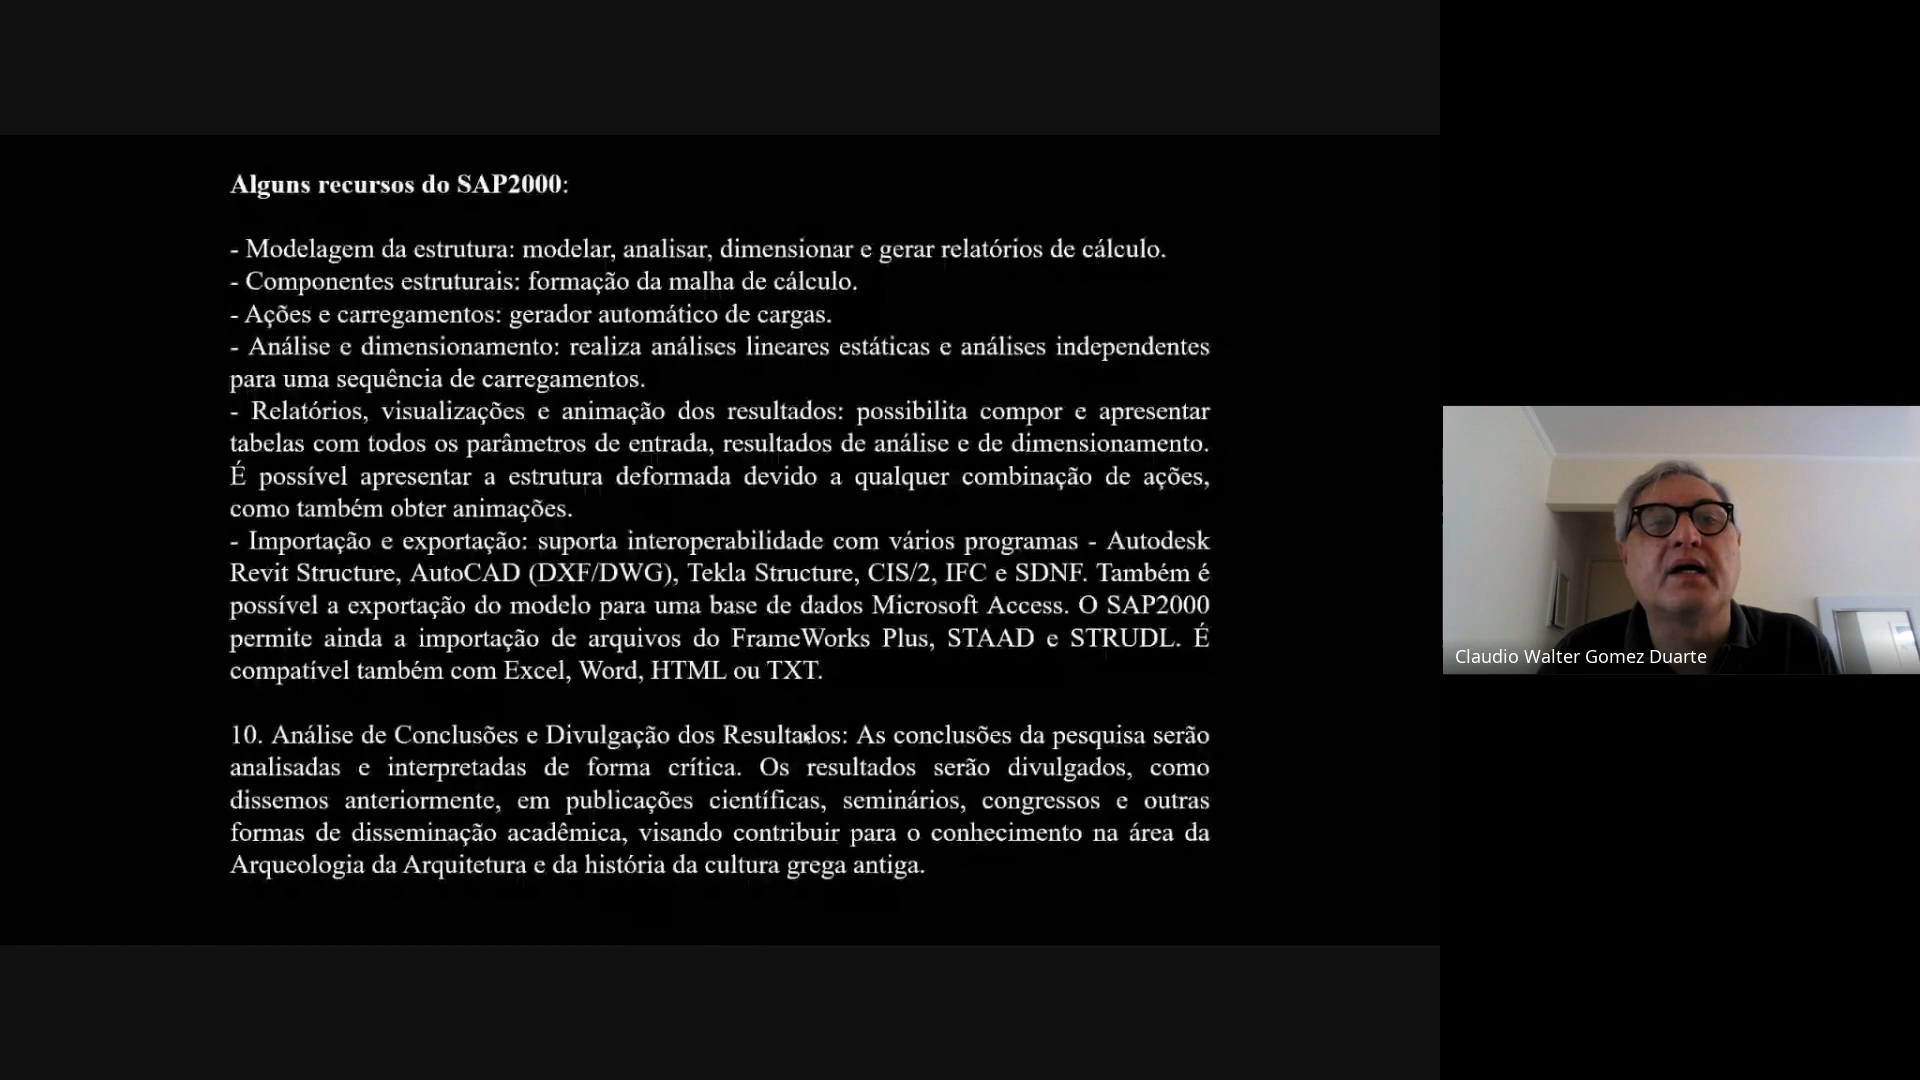 Alguns recursos do SAP2000:
- Modelagem da estrutura: modelar, analisar, dimensionar e gerar relatórios de cálculo.
- Componentes estruturais: formação da malha de cálculo.
- Ações e carregamentos: gerador automático de cargas.
- Análise e dimensionamento: realiza análises lineares estáticas e análises independentes
para uma sequência de carregamentos.
- Relatórios, visualizações e animação dos resultados: possibilita compor e apresentar
tabelas com todos os parâmetros de entrada, resultados de análise e de dimensionamento.
É possível apresentar a estrutura deformada devido a qualquer combinação de ações,
como também obter animações.
- Importação e exportação: suporta interoperabilidade com vários programas - Autodesk
Revit Structure, AutoCAD (DXF/DWG), Tekla Structure, CIS/2, IFC e SDNF. Também é
possível a exportação do modelo para uma base de dados Microsoft Access. O SAP2000
permite ainda a importação de arquivos do FrameWorks Plus, STAAD e STRUDL. É
compatível também com Excel, Word, HTML ou TXT.
10. Análise de Conclusões e Divulgação dos Resultados: As conclusões da pesquisa serão
analisadas e interpretadas de forma crítica. Os resultados serão divulgados, como
dissemos anteriormente, em publicações científicas, seminários, congressos e outras
formas de disseminação acadêmica, visando contribuir para o conhecimento na área da
Arqueologia da Arquitetura e da história da cultura grega antiga.
Claudio Walter Gomez Duarte